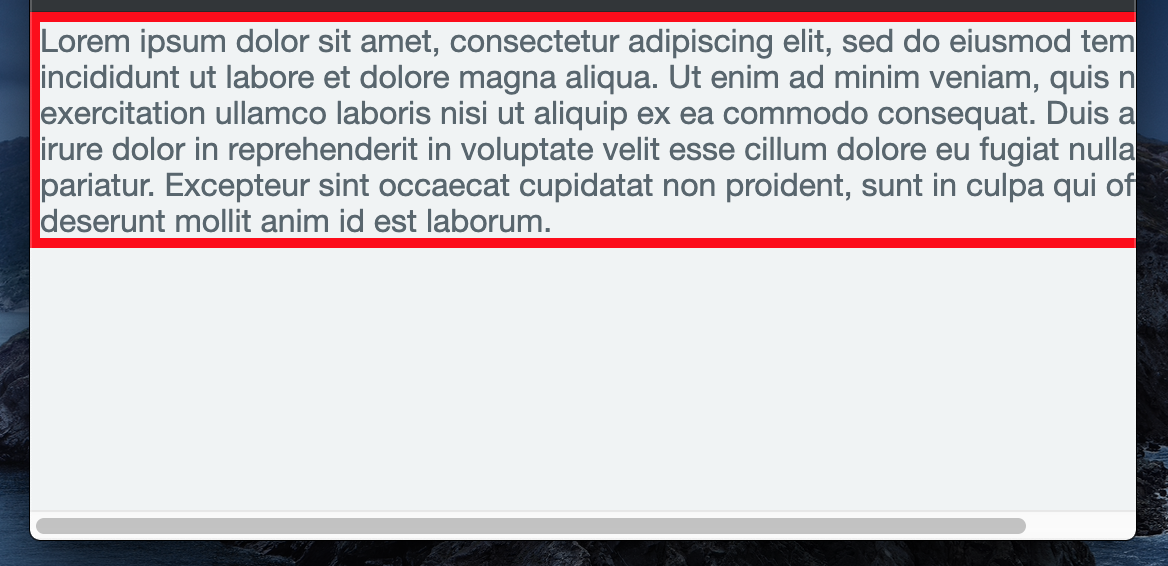 Lorem ipsum dolor sit amet, consectetur adipiscing elit, sed do eiusmod tem
incididunt ut labore et dolore magna aliqua. Ut enim ad minim veniam, quis n
exercitation ullamco laboris nisi ut aliquip ex ea commodo consequat. Duis a
irure dolor in reprehenderit in voluptate velit esse cillum dolore eu fugiat nulla
pariatur. Excepteur sint occaecat cupidatat non proident, sunt in culpa qui of
deserunt mollit anim id est laborum.